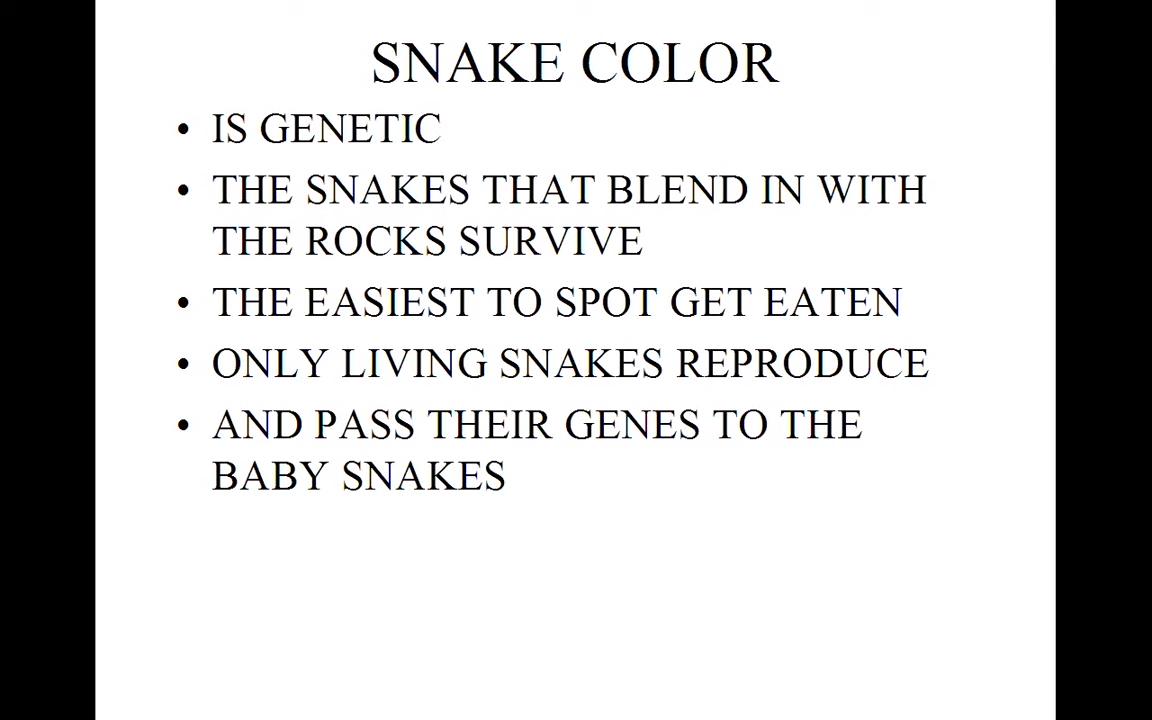 SNAKE COLOR
• IS GENETIC
• THE SNAKES THAT BLEND IN WITH
THE ROCKS SURVIVE
• THE EASIEST TO SPOT GET EATEN
• ONLY LIVING SNAKES REPRODUCE
• AND PASS THEIR GENES TO THE
BABY SNAKES